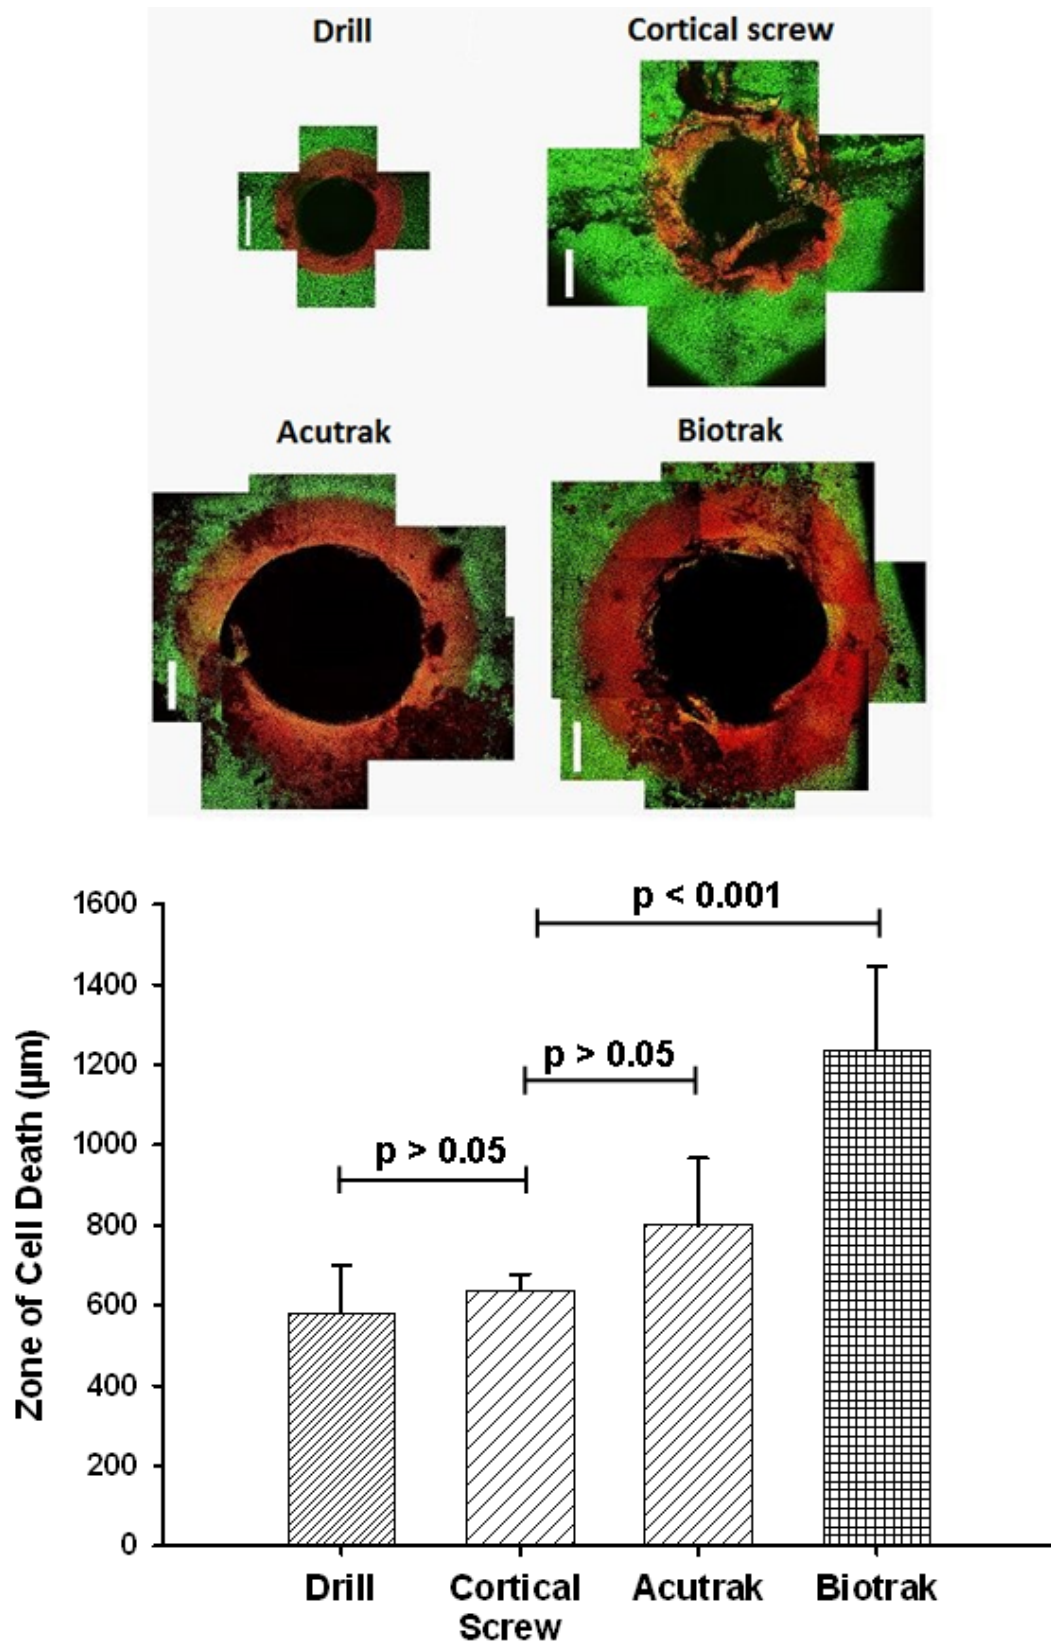 Drill
Cortical screw
Acutrak
Biotrak
p < 0.001
p > 0.05
p > 0.05
Zone of Cell Death (µm)
1600
1400
1200
1000
800
600
400
200
0
Drill
Cortical
Screw
Acutrak
Biotrak